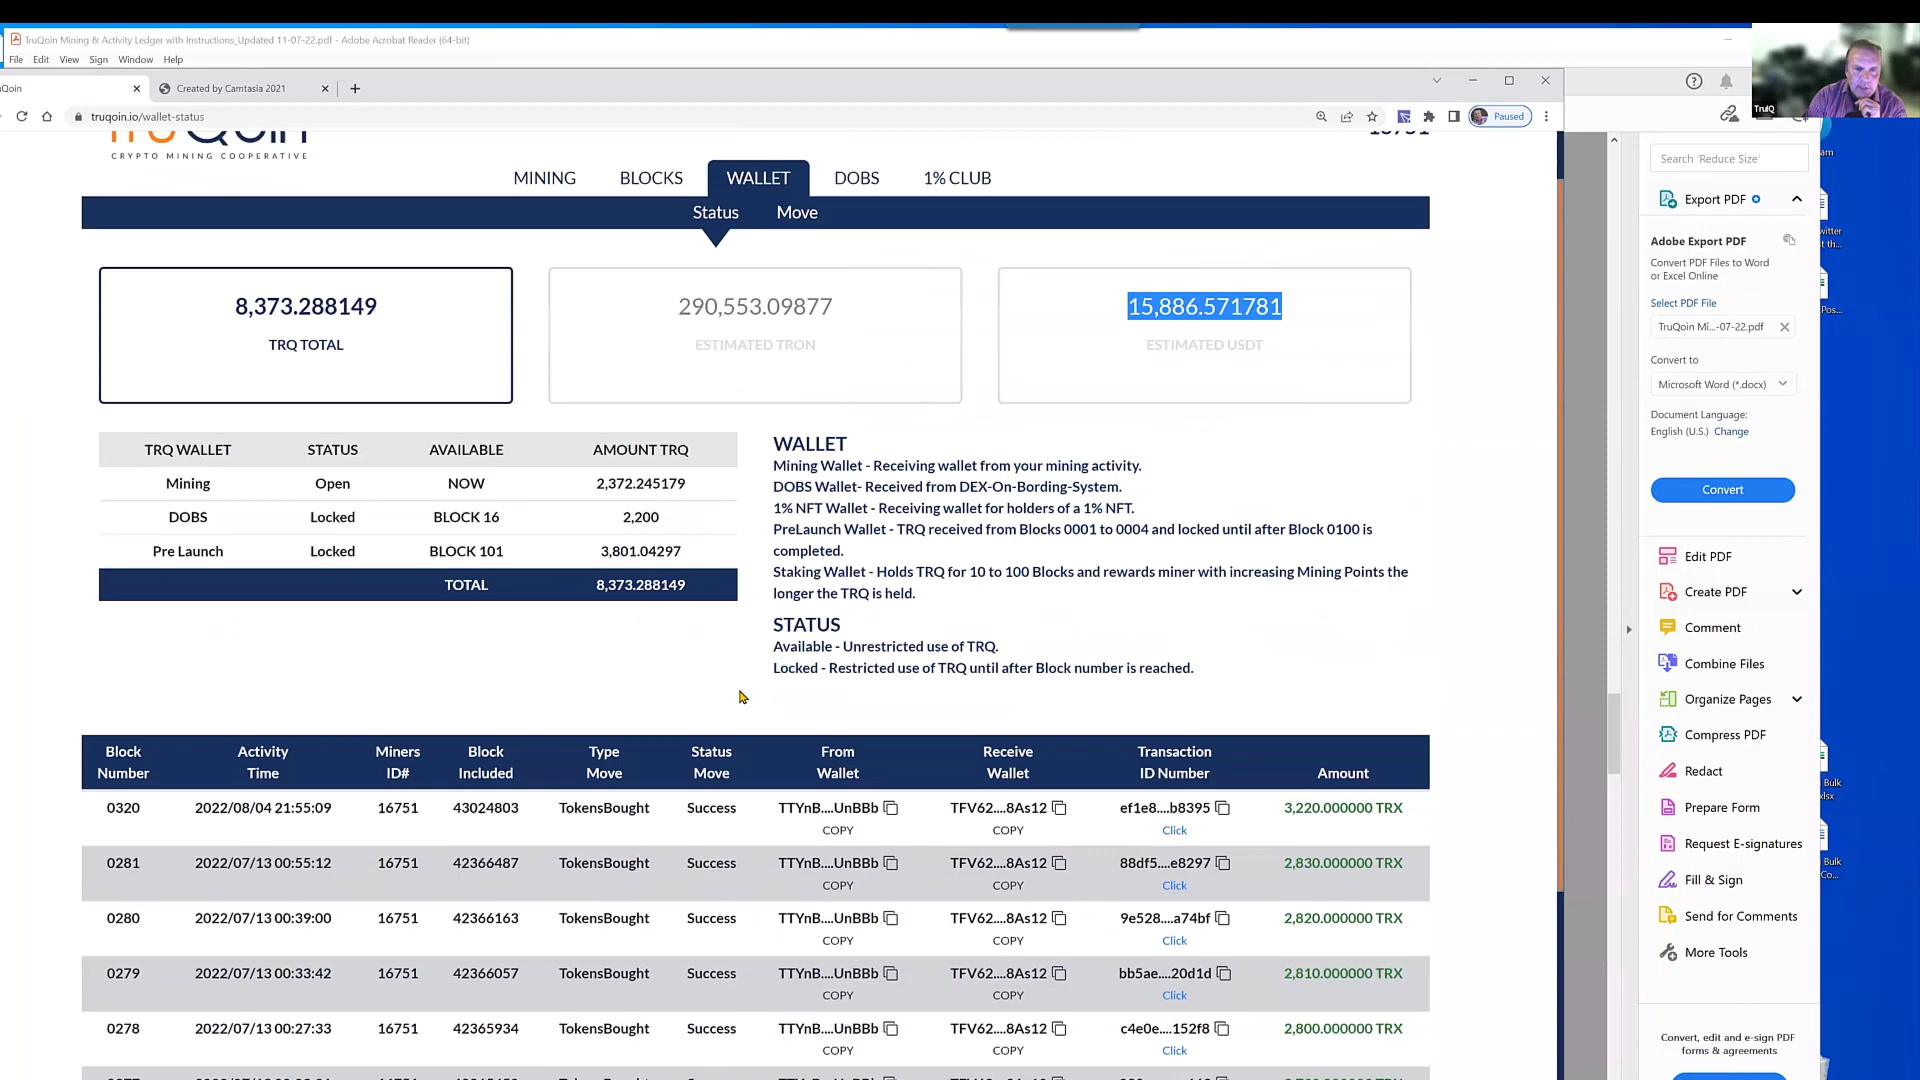 TruQoin Mining & Activity Ledger with Instructions_Updated 11-07-22.pdf - Adobe Acrobat Reader (64-bit)
File Edit View Sign Window Help
Qoin
Created by Camtasia 2021
truqoin.io/wallet-status
Paused
TruQoin
CRYPTO MINING COOPERATIVE
16751
MINING BLOCKS WALLET DOBS 1% CLUB
Status Move
8,373.288149
TRQ TOTAL
290,553.09877
ESTIMATED TRON
15,886.571781
ESTIMATED USDT
TRQ WALLET STATUS AVAILABLE AMOUNT TRQ
Mining Open NOW 2,372.245179
DOBS Locked BLOCK 16 2,200
Pre Launch Locked BLOCK 101 3,801.04297
TOTAL 8,373.288149
WALLET
Mining Wallet - Receiving wallet from your mining activity.
DOBS Wallet- Received from DEX-On-Bording-System.
1% NFT Wallet - Receiving wallet for holders of a 1% NFT.
PreLaunch Wallet - TRQ received from Blocks 0001 to 0004 and locked until after Block 0100 is
completed.
Staking Wallet - Holds TRQ for 10 to 100 Blocks and rewards miner with increasing Mining Points the
longer the TRQ is held.
STATUS
Available - Unrestricted use of TRQ.
Locked - Restricted use of TRQ until after Block number is reached.
Block Activity Miners Block Type Status From Receive Transaction
Number Time ID# Included Move Move Wallet Wallet ID Number Amount
0320 2022/08/04 21:55:09 16751 43024803 TokensBought Success TTYnB....UnBBb TFV62....8As12 ef1e8....b8395 3,220.000000 TRX
COPY COPY Click
0281 2022/07/13 00:55:12 16751 42366487 TokensBought Success TTYnB....UnBBb TFV62....8As12 88df5....e8297 2,830.000000 TRX
COPY COPY Click
0280 2022/07/13 00:39:00 16751 42366163 TokensBought Success TTYnB....UnBBb TFV62....8As12 9e528....a74bf 2,820.000000 TRX
COPY COPY Click
0279 2022/07/13 00:33:42 16751 42366057 TokensBought Success TTYnB....UnBBb TFV62....8As12 bb5ae....20d1d 2,810.000000 TRX
COPY COPY Click
0278 2022/07/13 00:27:33 16751 42365934 TokensBought Success TTYnB....UnBBb TFV62....8As12 c4e0e....152f8 2,800.000000 TRX
COPY COPY Click
TruIQ
Search 'Reduce Size'
Export PDF
Adobe Export PDF
Convert PDF Files to Word
or Excel Online
Select PDF File
TruQoin Mi...-07-22.pdf
Convert to
Microsoft Word (*.docx)
Document Language:
English (U.S.) Change
Convert
Edit PDF
Create PDF
Comment
Combine Files
Organize Pages
Compress PDF
Redact
Prepare Form
Request E-signatures
Fill & Sign
Send for Comments
More Tools
Convert, edit and e-sign PDF
forms & agreements
am
witter
t th...
Pos...
Bulk
xlsx
Bulk
Co...